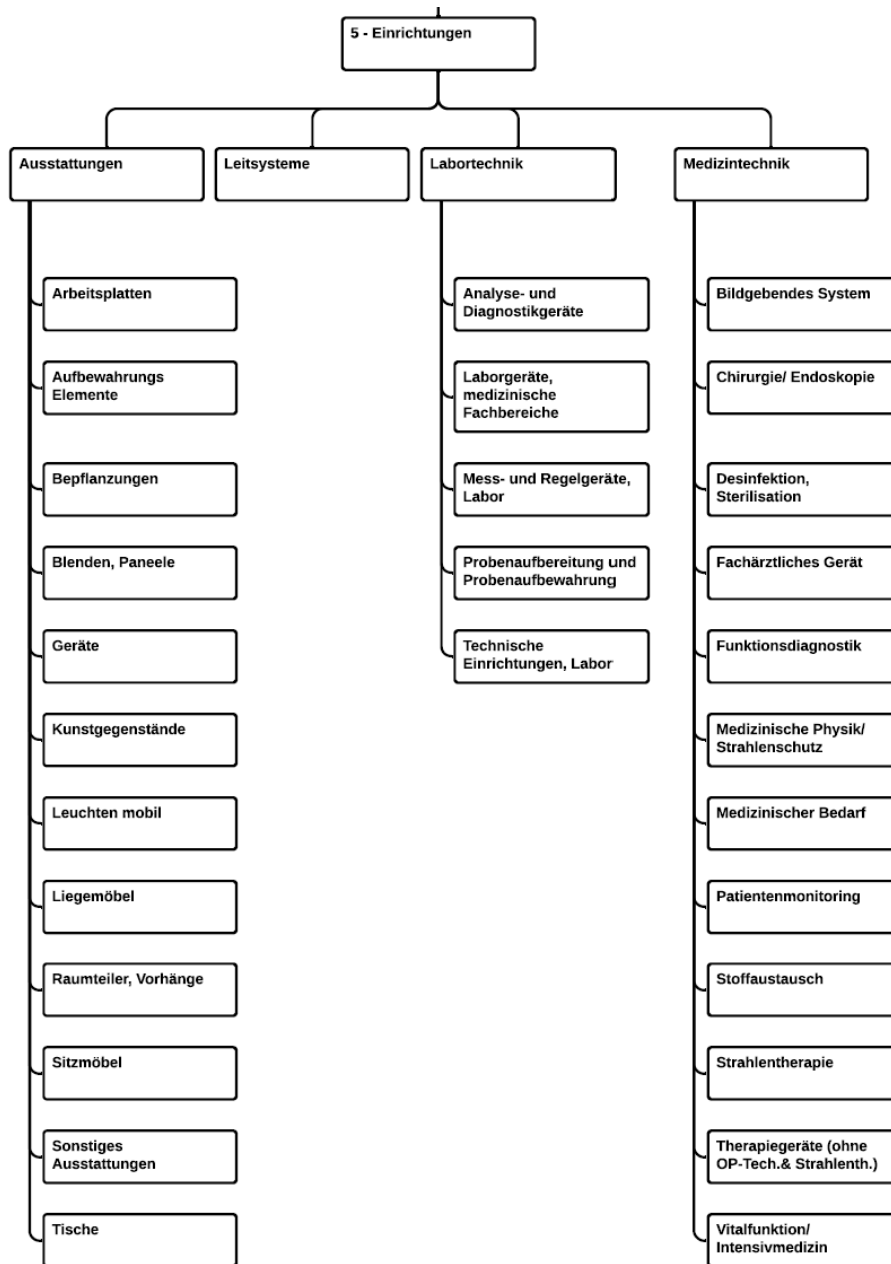 5 - Einrichtungen
Ausstattungen
Leitsysteme
Labortechnik
Medizintechnik
Arbeitsplatten
Aufbewahrungs
Elemente
Bepflanzungen
Blenden, Paneele
Geräte
Kunstgegenstände
Leuchten mobil
Liegemöbel
Raumteiler, Vorhänge
Sitzmöbel
Sonstiges
Ausstattungen
Tische
Analyse- und
Diagnostikgeräte
Laborgeräte,
medizinische
Fachbereiche
Mess- und Regelgeräte,
Labor
Probenaufbereitung und
Probenaufbewahrung
Technische
Einrichtungen, Labor
Bildgebendes System
Chirurgie/ Endoskopie
Desinfektion,
Sterilisation
Fachärztliches Gerät
Funktionsdiagnostik
Medizinische Physik/
Strahlenschutz
Medizinischer Bedarf
Patientenmonitoring
Stoffaustausch
Strahlentherapie
Therapiegeräte (ohne
OP-Tech.& Strahlenth.)
Vitalfunktion/
Intensivmedizin